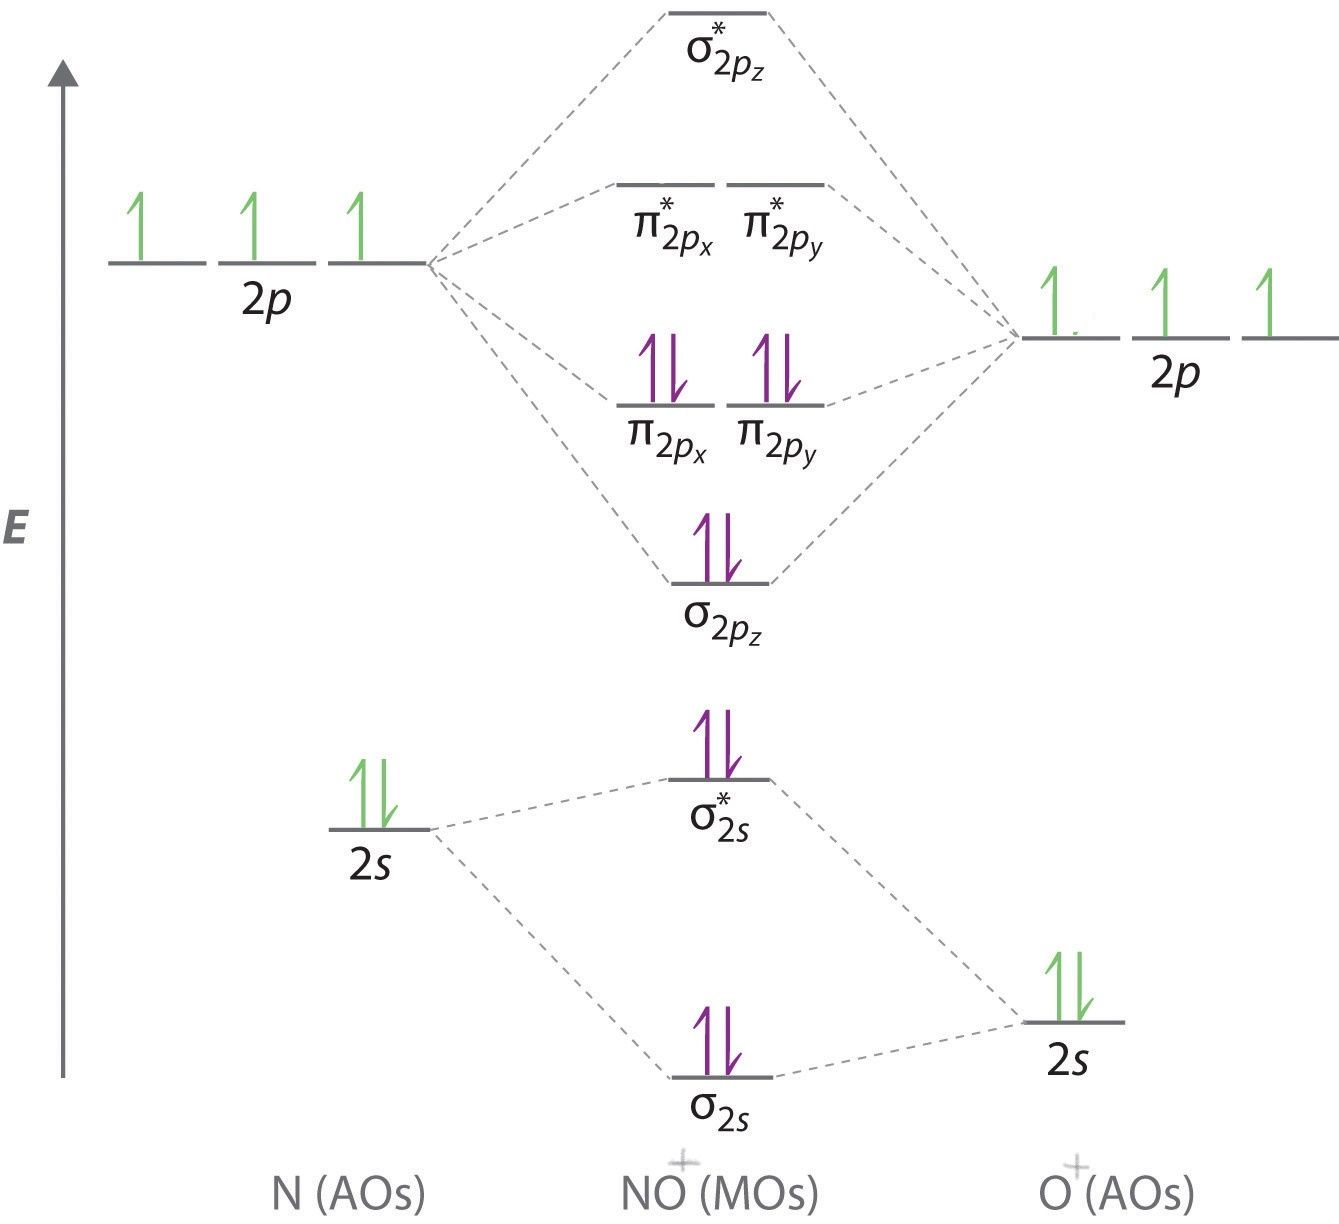 σ*2pz
π*2px π*2py
2p
2p
π2px π2py
E
σ2pz
σ*2s
2s
2s
σ2s
N (AOs) NO+ (MOs) O+ (AOs)